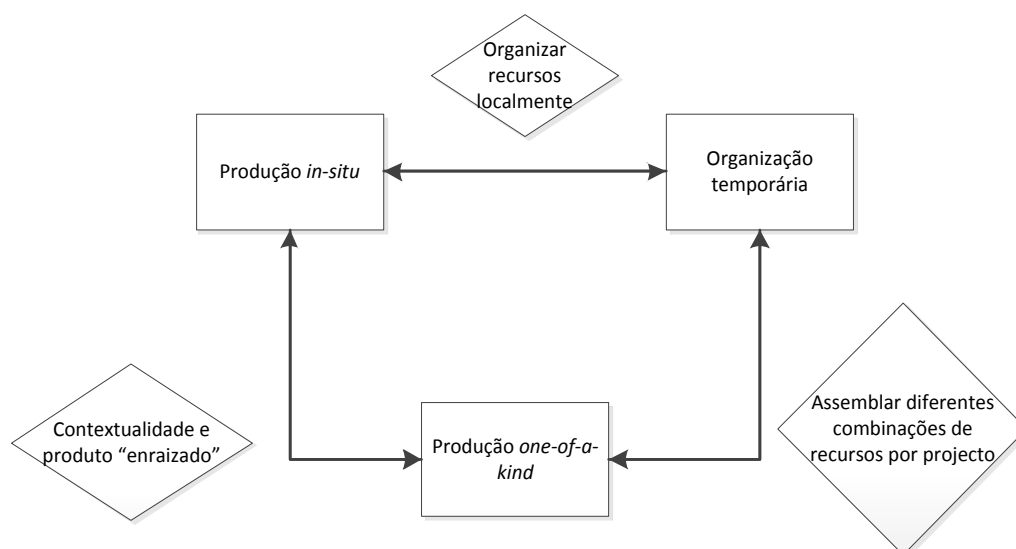 Organizar
recursos
localmente
Produção in-situ
Organização
temporária
Contextualidade e
produto “enraizado”
Produção one-of-a-
kind
Assemblar diferentes
combinações de
recursos por projecto